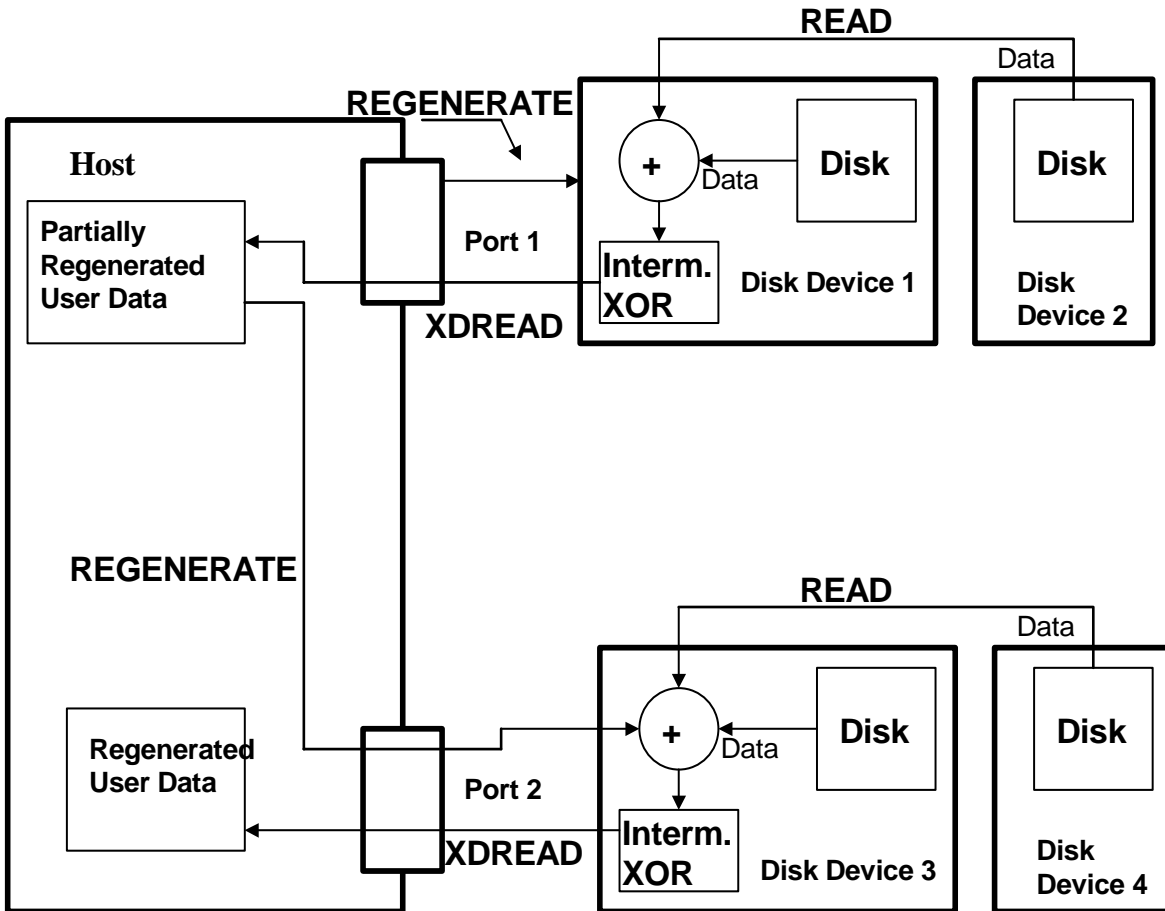 READ
Data
REGENERATE
Host
+
Data
Disk
Disk
Partially
Regenerated
User Data
Port 1
Interm.
XOR
Disk Device 1
Disk
Device 2
XDREAD
REGENERATE
READ
Data
+
Data
Disk
Disk
Regenerated
User Data
Port 2
Interm.
XOR
Disk Device 3
Disk
Device 4
XDREAD